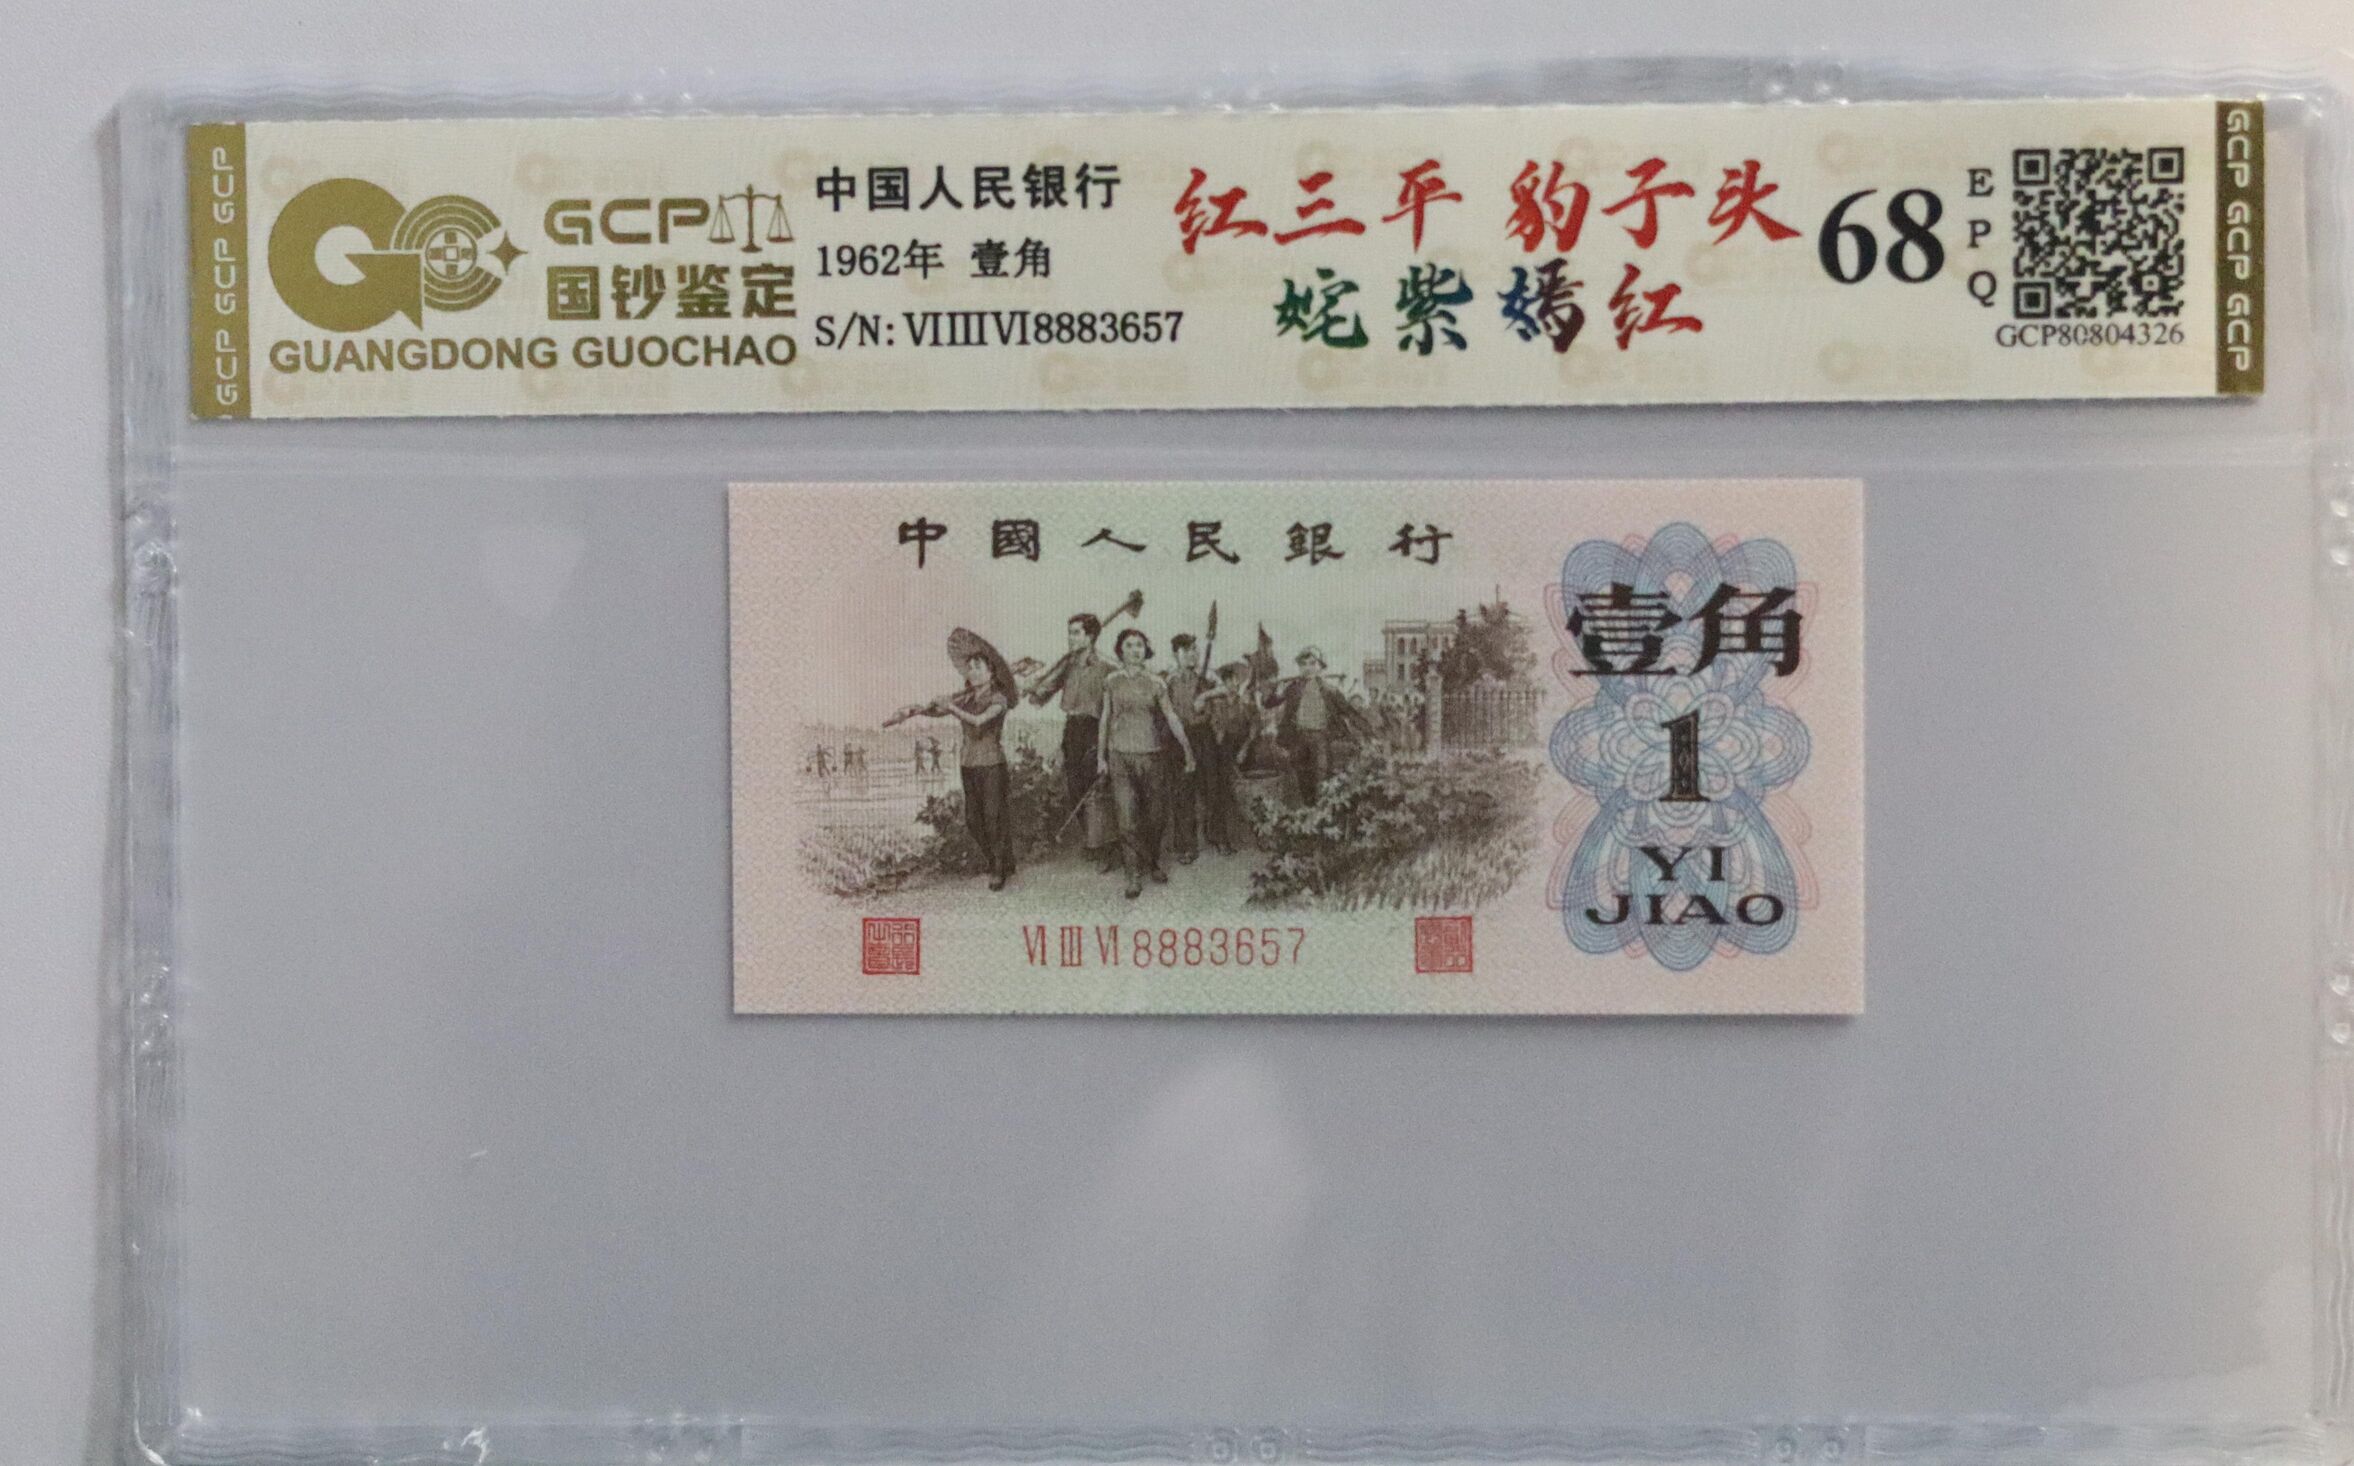 GCP GCP GCP
GCP
国钞鉴定
GUANGDONG GUOCHAO
中国人民银行
1962年 壹角
S/N: VIIIIVI8883657
红三平 豹子头
姹紫嫣红
68
E
P
Q
GCP80804326
GCP GCP GCP
中國人民銀行
壹角
1
YI
JIAO
VI III VI 8883657